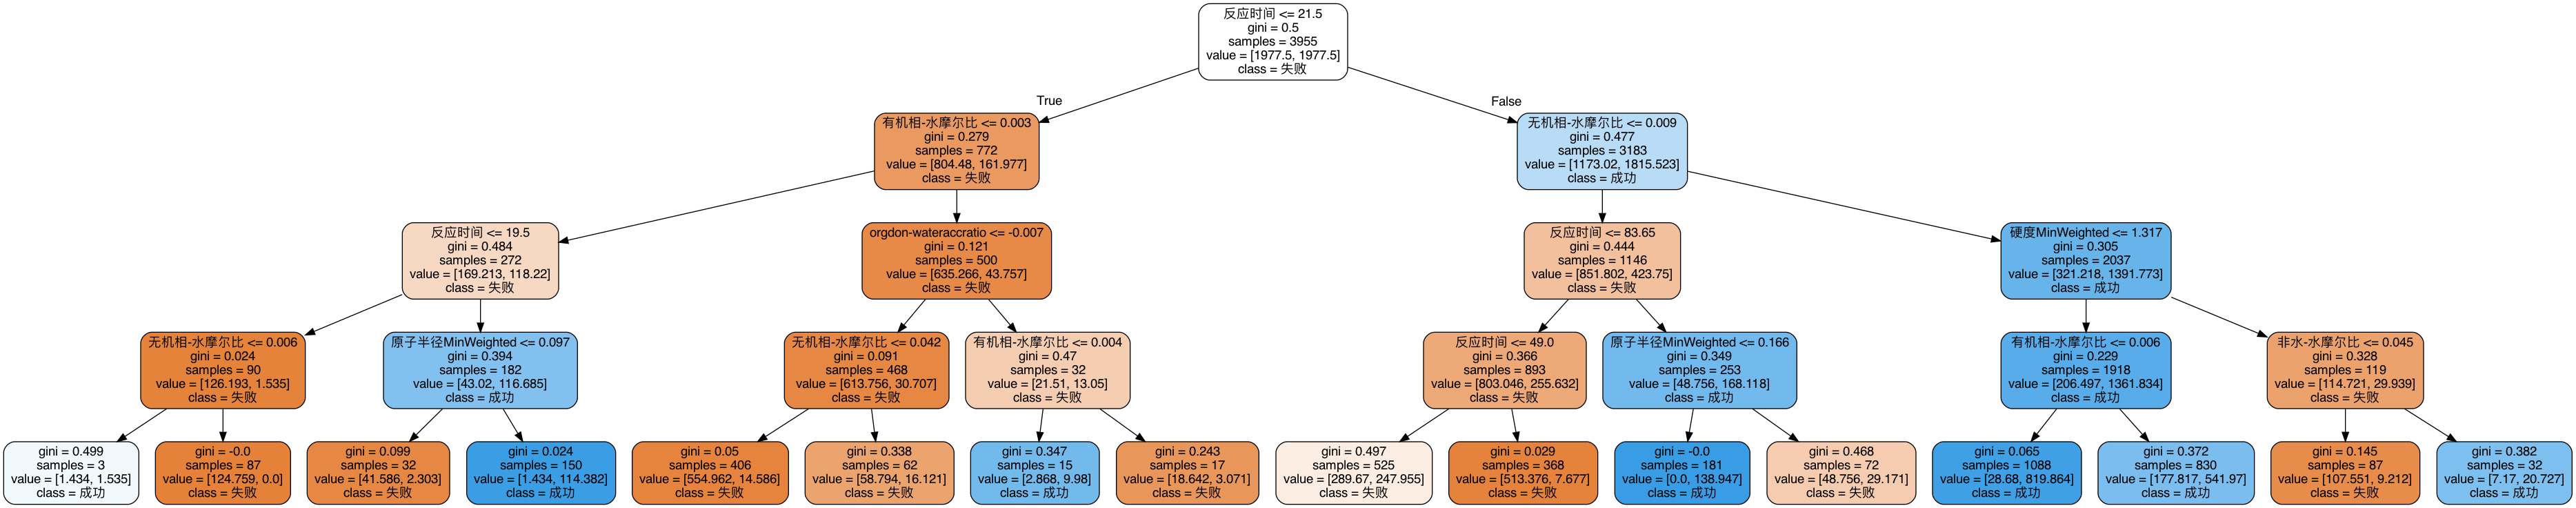 反应时间 <= 21.5
gini = 0.5
samples = 3955
value = [1977.5, 1977.5]
class = 失败
True
False
有机相-水摩尔比 <= 0.003
gini = 0.279
samples = 772
value = [804.48, 161.977]
class = 失败
无机相-水摩尔比 <= 0.009
gini = 0.477
samples = 3183
value = [1173.02, 1815.523]
class = 成功
反应时间 <= 19.5
gini = 0.484
samples = 272
value = [169.213, 118.22]
class = 失败
orgdon-wateraccratio <= -0.007
gini = 0.121
samples = 500
value = [635.266, 43.757]
class = 失败
反应时间 <= 83.65
gini = 0.444
samples = 1146
value = [851.802, 423.75]
class = 失败
硬度MinWeighted <= 1.317
gini = 0.305
samples = 2037
value = [321.218, 1391.773]
class = 成功
无机相-水摩尔比 <= 0.006
gini = 0.024
samples = 90
value = [126.193, 1.535]
class = 失败
原子半径MinWeighted <= 0.097
gini = 0.394
samples = 182
value = [43.02, 116.685]
class = 成功
无机相-水摩尔比 <= 0.042
gini = 0.091
samples = 468
value = [613.756, 30.707]
class = 失败
有机相-水摩尔比 <= 0.004
gini = 0.47
samples = 32
value = [21.51, 13.05]
class = 失败
反应时间 <= 49.0
gini = 0.366
samples = 893
value = [803.046, 255.632]
class = 失败
原子半径MinWeighted <= 0.166
gini = 0.349
samples = 253
value = [48.756, 168.118]
class = 成功
有机相-水摩尔比 <= 0.006
gini = 0.229
samples = 1918
value = [206.497, 1361.834]
class = 成功
非水-水摩尔比 <= 0.045
gini = 0.328
samples = 119
value = [114.721, 29.939]
class = 失败
gini = 0.499
samples = 3
value = [1.434, 1.535]
class = 成功
gini = -0.0
samples = 87
value = [124.759, 0.0]
class = 失败
gini = 0.099
samples = 32
value = [41.586, 2.303]
class = 失败
gini = 0.024
samples = 150
value = [1.434, 114.382]
class = 成功
gini = 0.05
samples = 406
value = [554.962, 14.586]
class = 失败
gini = 0.338
samples = 62
value = [58.794, 16.121]
class = 失败
gini = 0.347
samples = 15
value = [2.868, 9.98]
class = 成功
gini = 0.243
samples = 17
value = [18.642, 3.071]
class = 失败
gini = 0.497
samples = 525
value = [289.67, 247.955]
class = 失败
gini = 0.029
samples = 368
value = [513.376, 7.677]
class = 失败
gini = -0.0
samples = 181
value = [0.0, 138.947]
class = 成功
gini = 0.468
samples = 72
value = [48.756, 29.171]
class = 失败
gini = 0.065
samples = 1088
value = [28.68, 819.864]
class = 成功
gini = 0.372
samples = 830
value = [177.817, 541.97]
class = 成功
gini = 0.145
samples = 87
value = [107.551, 9.212]
class = 失败
gini = 0.382
samples = 32
value = [7.17, 20.727]
class = 成功